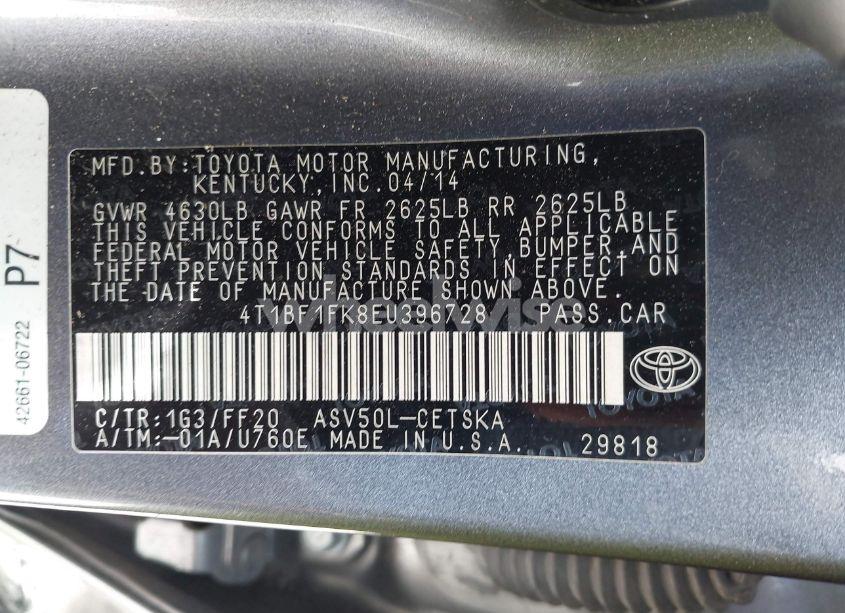 MFD. BY: TOYOTA MOTOR MANUFACTURING,
KENTUCKY, INC. 04/14
GVWR 4630LB GAWR FR 2625LB RR 2625LB
THIS VEHICLE CONFORMS TO ALL APPLICABLE
FEDERAL MOTOR VEHICLE SAFETY, BUMPER, AND
THEFT PREVENTION STANDARDS IN EFFECT ON
THE DATE OF MANUFACTURE SHOWN ABOVE.
4T1BF1FK8EU396728 PASS. CAR
C/TR: 1G3/FF20 ASV50L-CETSKA
A/TM: -01A/U760E MADE IN U.S.A. 29818
P7
42661-06722
wheelwise